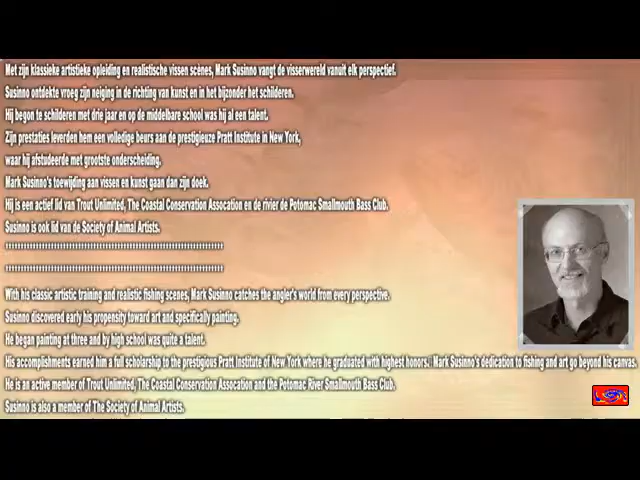 Met zijn klassieke artistieke opleiding en realistische vissen scènes, Mark Susinno vangt de visserwereld vanuit elk perspectief.
Susinno ontdekte vroeg zijn neiging in de richting van kunst en in het bijzonder het schilderen.
Hij begon te schilderen met drie jaar en op de middelbare school was hij al een talent.
Zijn prestaties leverden hem een volledige beurs aan de prestigieuze Pratt Institute in New York,
waar hij afstudeerde met grootste onderscheiding.
Mark Susinno's toewijding aan vissen en kunst gaan dan zijn doek.
Hij is een actief lid van Trout Unlimited, The Coastal Conservation Assocation en de rivier de Potomac Smallmouth Bass Club.
Susinno is ook lid van de Society of Animal Artists.
With his classic artistic training and realistic fishing scenes, Mark Susinno catches the angler's world from every perspective.
Susinno discovered early his propensity toward art and specifically painting.
He began painting at three and by high school was quite a talent.
His accomplishments earned him a full scholarship to the prestigious Pratt Institute of New York where he graduated with highest honors. Mark Susinno's dedication to fishing and art go beyond his canvas.
He is an active member of Trout Unlimited, The Coastal Conservation Assocation and the Potomac River Smallmouth Bass Club.
Susinno is also a member of The Society of Animal Artists.